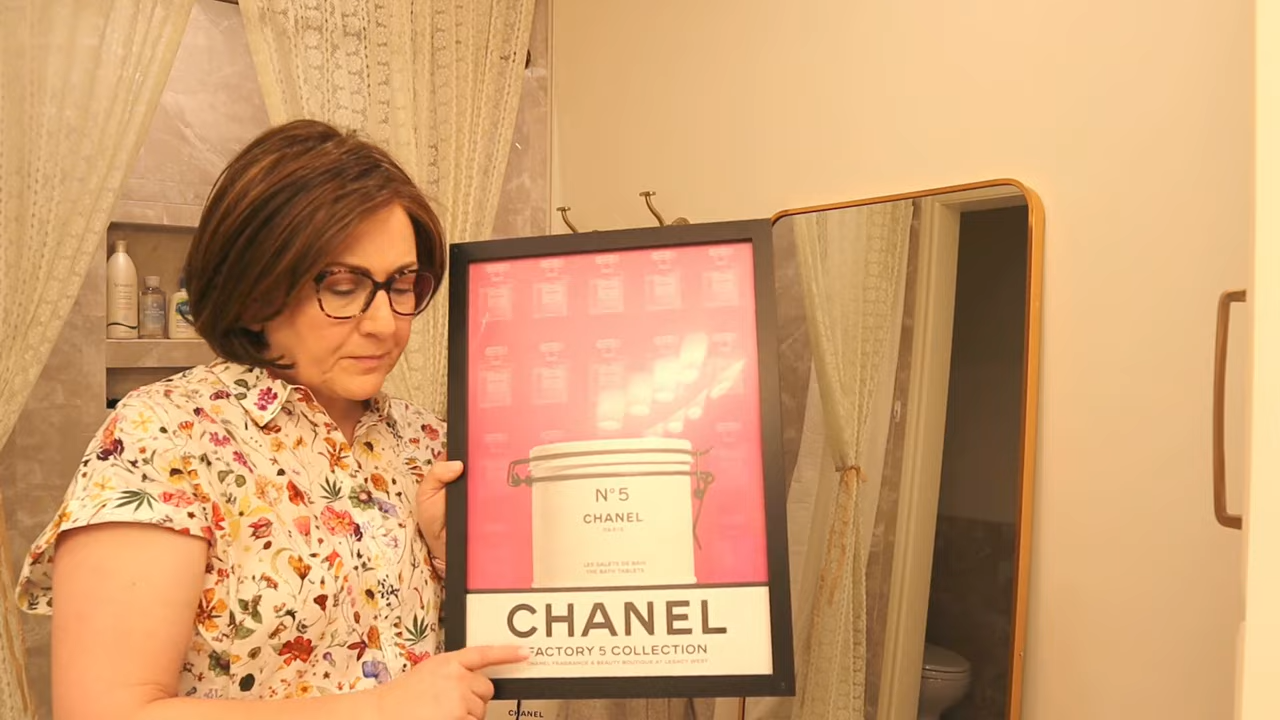 N°5
CHANEL
PARIS
LES GALETS DE BAIN
THE BATH TABLETS
CHANEL
FACTORY 5 COLLECTION
CHANEL FRAGRANCE & BEAUTY BOUTIQUE AT LEGACY WEST
CHANEL